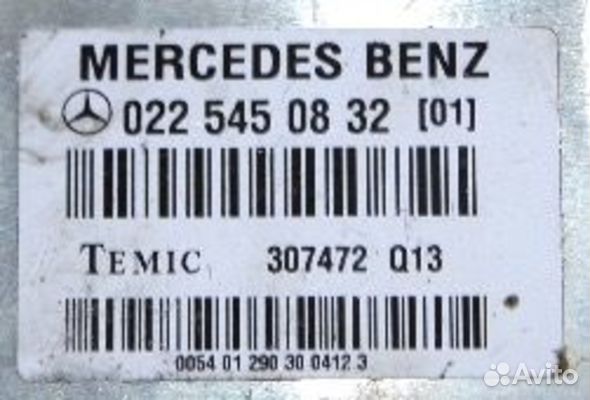 MERCEDES BENZ
022 545 08 32 [01]
TEMIC 307472 Q13
0054 01 290 30 0412 3
Avito